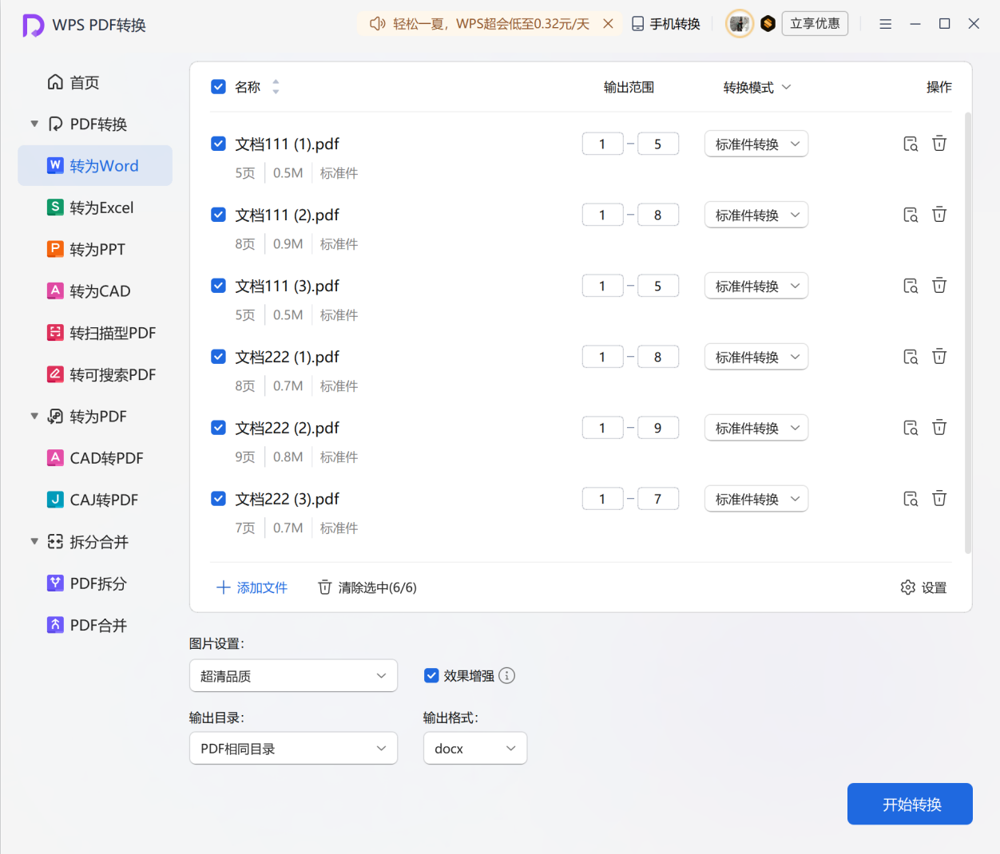 WPS PDF转换
轻松一夏，WPS超会低至0.32元/天
手机转换
立享优惠
首页
PDF转换
转为Word
转为Excel
转为PPT
转为CAD
转扫描型PDF
转可搜索PDF
转为PDF
CAD转PDF
CAJ转PDF
拆分合并
PDF拆分
PDF合并
名称 输出范围 转换模式 操作
文档111 (1).pdf 1 – 5 标准件转换
5页 0.5M 标准件
文档111 (2).pdf 1 – 8 标准件转换
8页 0.9M 标准件
文档111 (3).pdf 1 – 5 标准件转换
5页 0.5M 标准件
文档222 (1).pdf 1 – 8 标准件转换
8页 0.7M 标准件
文档222 (2).pdf 1 – 9 标准件转换
9页 0.8M 标准件
文档222 (3).pdf 1 – 7 标准件转换
7页 0.7M 标准件
添加文件 清除选中(6/6) 设置
图片设置：
超清品质 效果增强
输出目录： 输出格式：
PDF相同目录 docx
开始转换